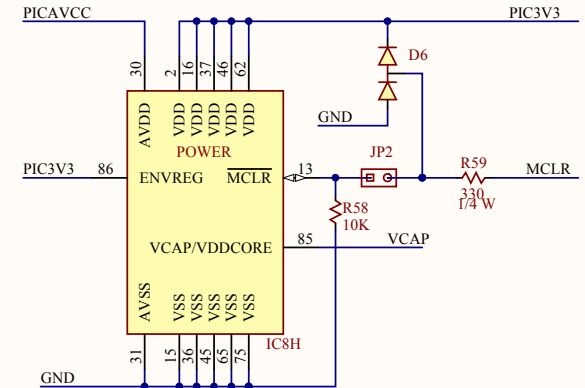 PICAVCC
PIC3V3
30
2
16
37
46
62
D6
AVDD
VDD
VDD
VDD
VDD
VDD
GND
POWER
JP2
PIC3V3
86
ENVREG
MCLR
13
R59
MCLR
330
1/4 W
R58
10K
VCAP/VDDCORE
85
VCAP
AVSS
VSS
VSS
VSS
VSS
VSS
IC8H
31
15
36
45
65
75
GND